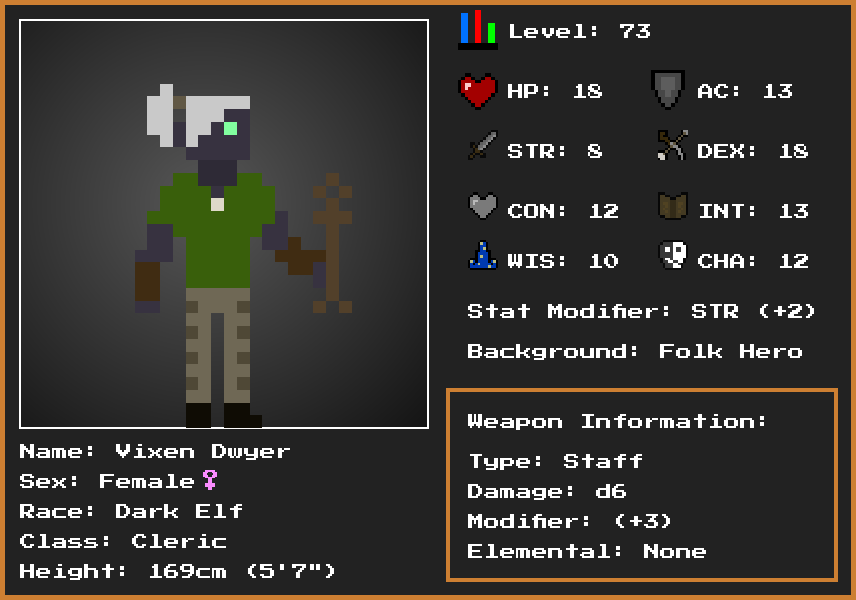 Level: 73
HP: 18
AC: 13
STR: 8
DEX: 18
CON: 12
INT: 13
WIS: 10
CHA: 12
Stat Modifier: STR (+2)
Background: Folk Hero
Weapon Information:
Type: Staff
Damage: d6
Modifier: (+3)
Elemental: None
Name: Vixen Dwyer
Sex: Female♀
Race: Dark Elf
Class: Cleric
Height: 169cm (5'7")